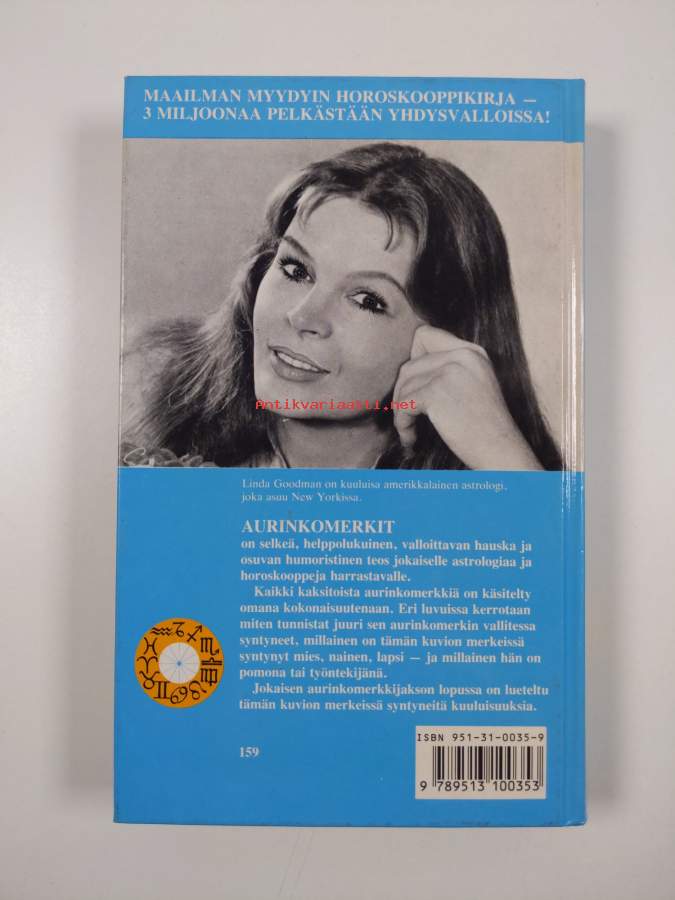 MAAILMAN MYYDYIN HOROSKOOPPIKIRJA —
3 MILJOONAA PELKÄSTÄÄN YHDYSVALLOISSA!
Antikvariaatti.net
Linda Goodman on kuuluisa amerikkalainen astrologi,
joka asuu New Yorkissa.
AURINKOMERKIT
on selkeä, helppolukuinen, valloittavan hauska ja
osuvan humoristinen teos jokaiselle astrologiaa ja
horoskooppeja harrastavalle.
Kaikki kaksitoista aurinkomerkkiä on käsitelty
omana kokonaisuutenaan. Eri luvuissa kerrotaan
miten tunnistat juuri sen aurinkomerkin vallitessa
syntyneet, millainen on tämän kuvion merkeissä
syntynyt mies, nainen, lapsi — ja millainen hän on
pomona tai työntekijänä.
Jokaisen aurinkomerkkijakson lopussa on lueteltu
tämän kuvion merkeissä syntyneitä kuuluisuuksia.
159
ISBN 951-31-0035-9
9 789513 100353